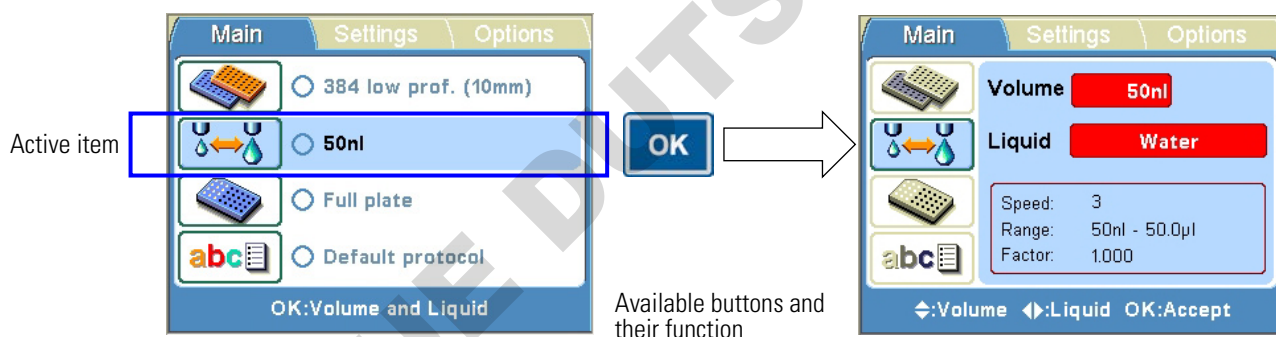 Main Settings Options
384 low prof. (10mm)
Active item
50nl
Full plate
abc Default protocol
OK:Volume and Liquid
OK
Available buttons and
their function
Main Settings Options
Volume 50nl
Liquid Water
Speed: 3
Range: 50nl - 50.0µl
Factor: 1.000
abc
:Volume :Liquid OK:Accept